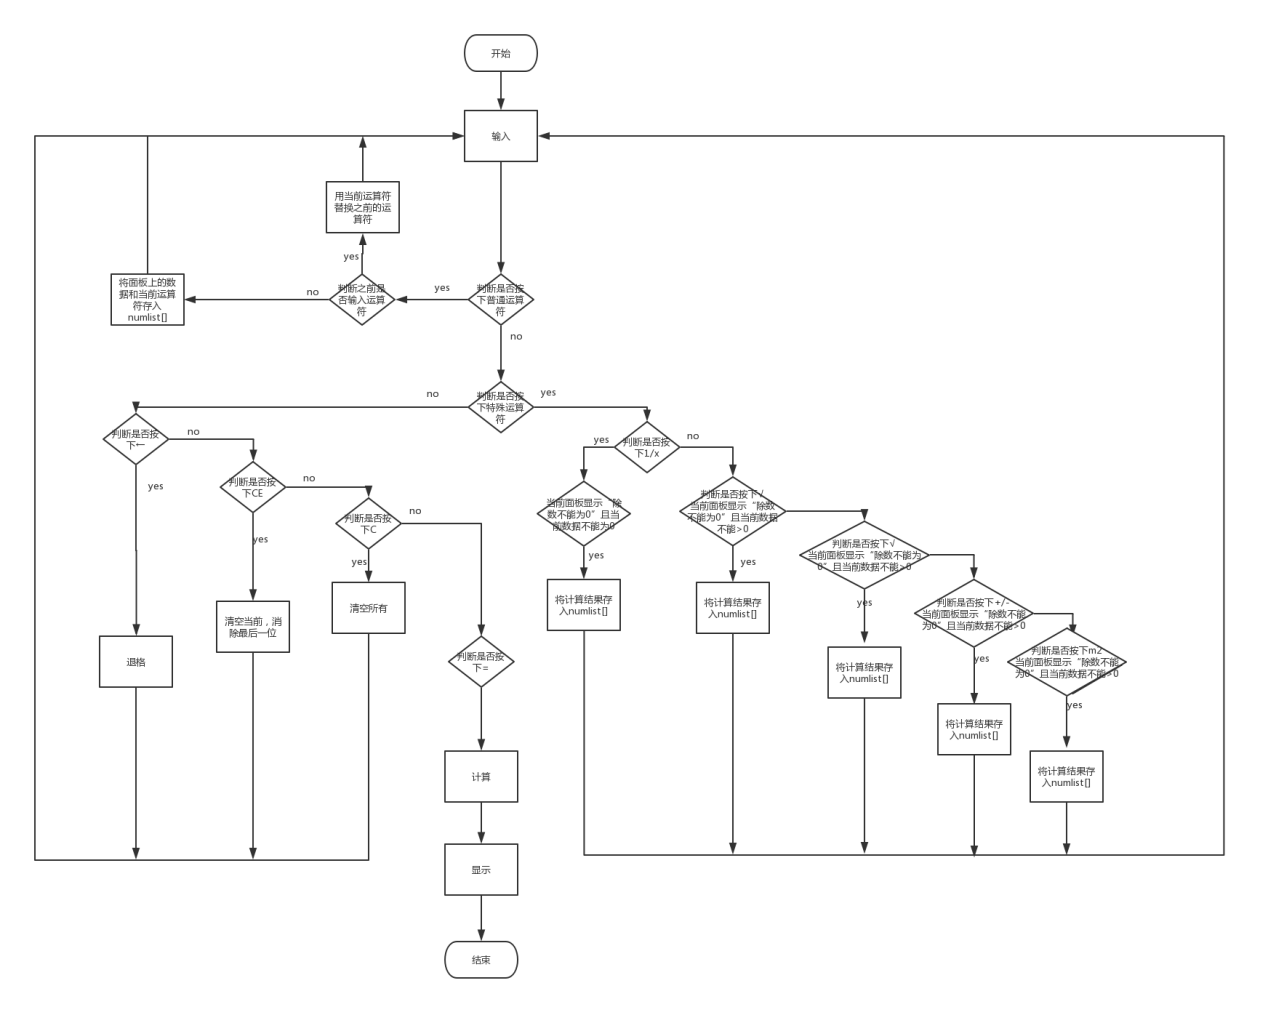 开始
输入
用当前运算符
替换之前的运
算符
yes
将面板上的数
据和当前运算
符存入
numlist[]
no
判断之前是
否输入运算
符
yes
判断是否按
下普通运算
符
no
no
判断是否按
下特殊运算
符
yes
判断是否按
下←
no
yes
判断是否按
下1/x
no
yes
判断是否按
下CE
no
判断是否按
下C
no
当前面板显示“除
数不能为0”且当
前数据不能为0
判断是否按下√
当前面板显示“除数
不能为0”且当前数据
不能>0
yes
yes
yes
yes
判断是否按下√
当前面板显示“除数不能为
0”且当前数据不能>0
清空当前，消
除最后一位
清空所有
将计算结果存
入numlist[]
将计算结果存
入numlist[]
yes
判断是否按下+/-
当前面板显示“除数不能
为0”且当前数据不能>0
退格
判断是否按
下=
将计算结果存
入numlist[]
yes
判断是否按下m2
当前面板显示“除数不能
为0”且当前数据不能>0
yes
将计算结果存
入numlist[]
计算
将计算结果存
入numlist[]
显示
结束